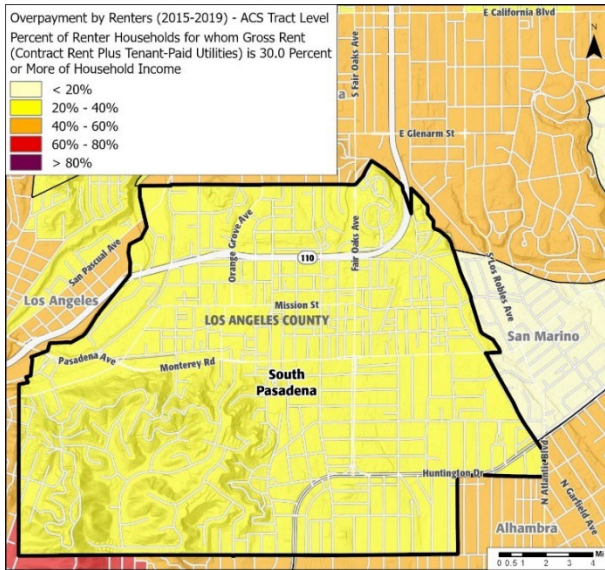 Overpayment by Renters (2015-2019) - ACS Tract Level
Percent of Renter Households for whom Gross Rent
(Contract Rent Plus Tenant-Paid Utilities) is 30.0 Percent
or More of Household Income
< 20%
20% - 40%
40% - 60%
60% - 80%
> 80%
E California Blvd
S Fair Oaks Ave
a
N
E Glenarm St
San Pascual Ave
Orange Grove Ave
110
Fair Oaks Ave
S Los Robles Ave
Los Angeles
Mission St
LOS ANGELES COUNTY
San Marino
Pasadena Ave
Monterey Rd
South
Pasadena
Huntington Dr
N Atlantic Blvd
N Garfield Ave
Alhambra
Mi
0 0.5 1 2 3 4